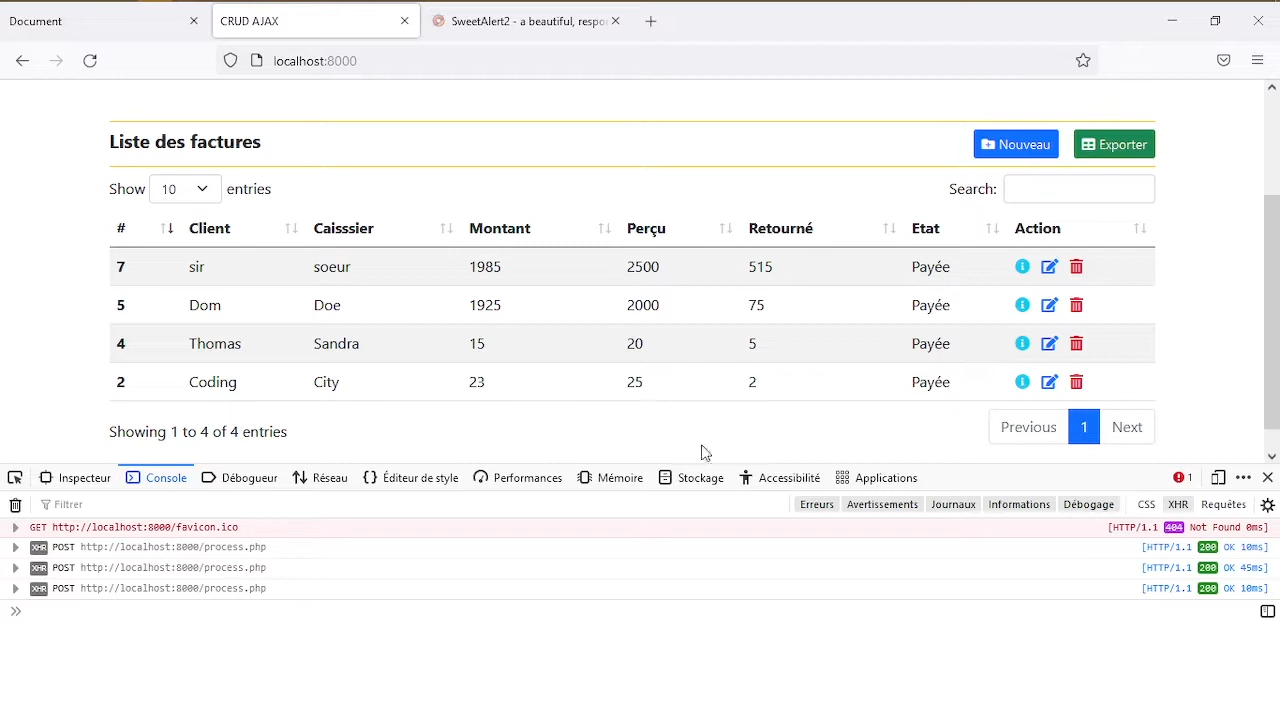 Document
CRUD AJAX
SweetAlert2 - a beautiful, respo
localhost:8000
Liste des factures
Nouveau
Exporter
Show 10 entries
Search:
# Client Caisssier Montant Perçu Retourné Etat Action
7 sir soeur 1985 2500 515 Payée
5 Dom Doe 1925 2000 75 Payée
4 Thomas Sandra 15 20 5 Payée
2 Coding City 23 25 2 Payée
Showing 1 to 4 of 4 entries
Previous 1 Next
Inspecteur Console Débogueur Réseau Éditeur de style Performances Mémoire Stockage Accessibilité Applications 1
Filtrer Erreurs Avertissements Journaux Informations Débogage CSS XHR Requêtes
GET http://localhost:8000/favicon.ico [HTTP/1.1 404 Not Found 0ms]
XHR POST http://localhost:8000/process.php [HTTP/1.1 200 OK 10ms]
XHR POST http://localhost:8000/process.php [HTTP/1.1 200 OK 45ms]
XHR POST http://localhost:8000/process.php [HTTP/1.1 200 OK 10ms]